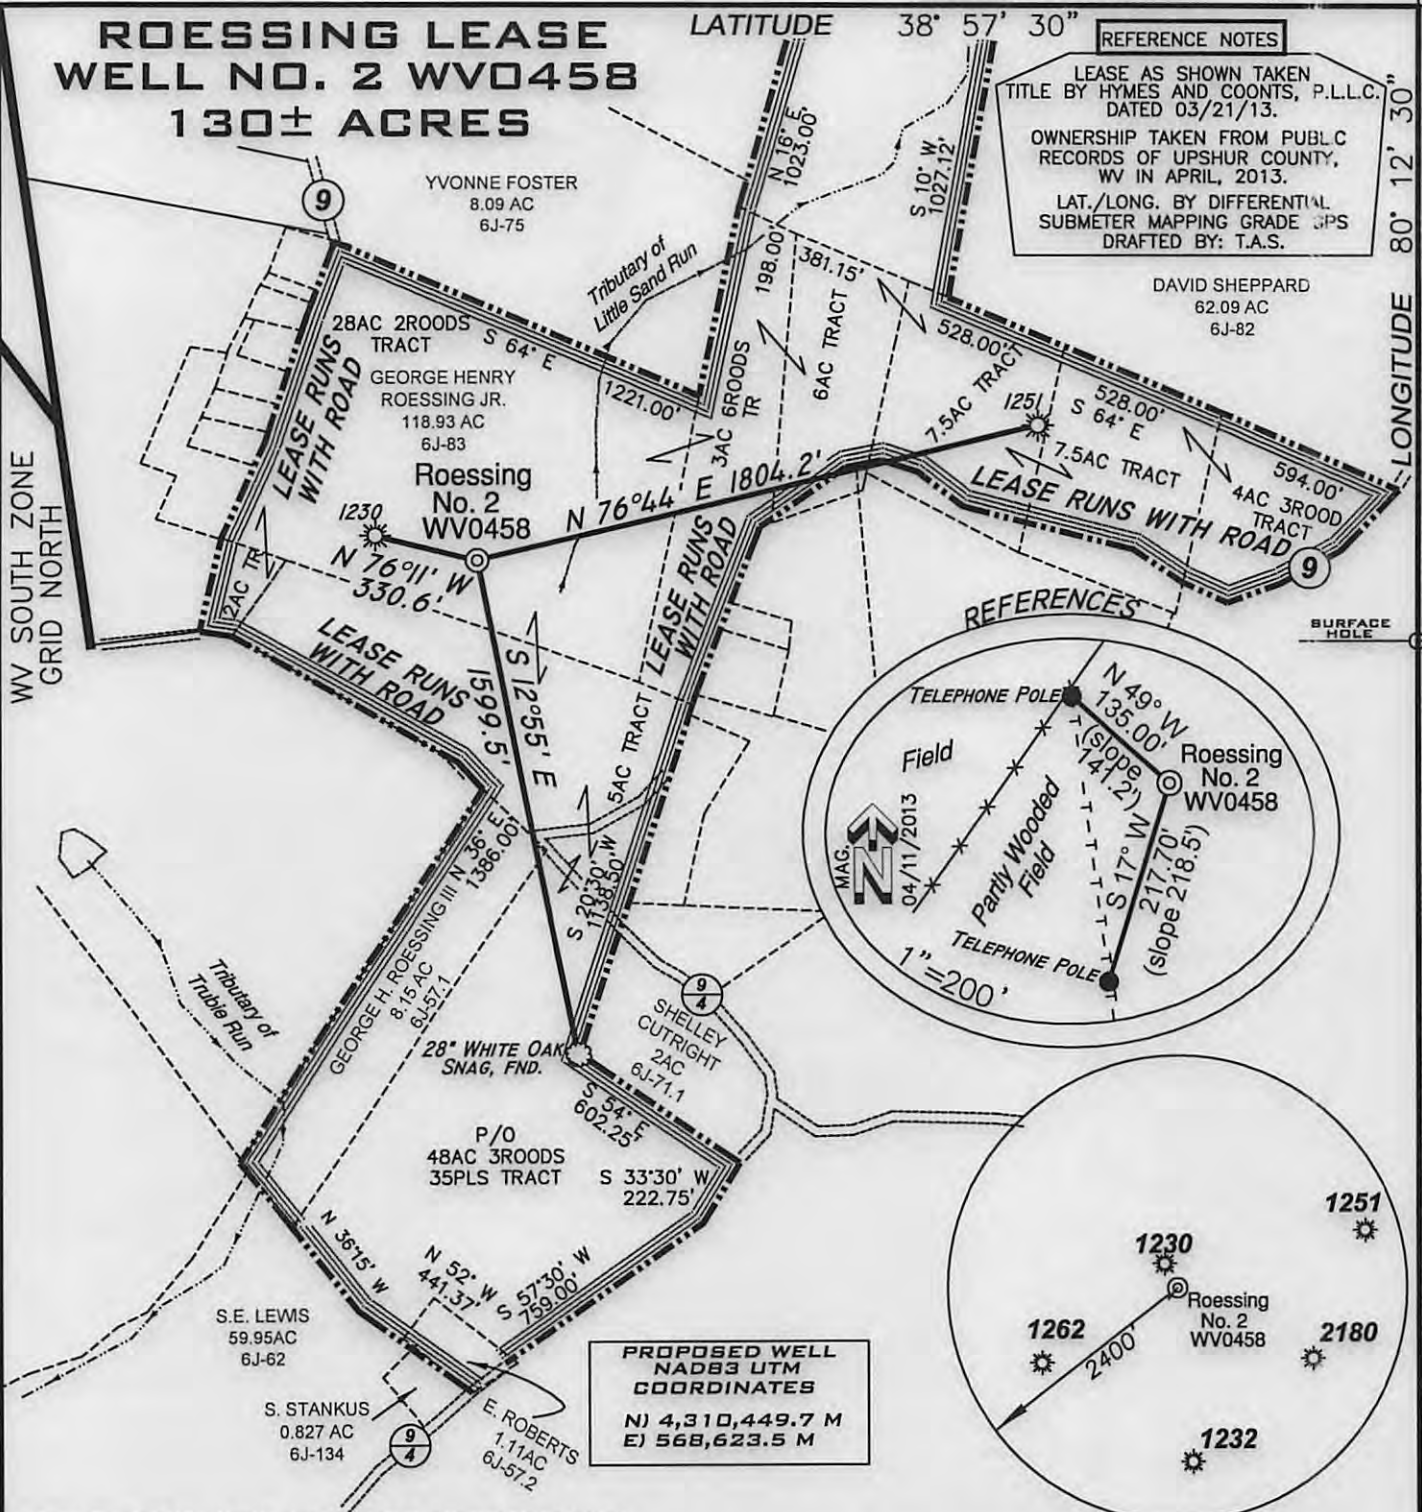 ROESSING LEASE
WELL NO. 2 WV0458
130± ACRES
LATITUDE 38° 57' 30"
REFERENCE NOTES
LEASE AS SHOWN TAKEN
TITLE BY HYMES AND COONTS, P.L.L.C.
DATED 03/21/13.
OWNERSHIP TAKEN FROM PUBL C
RECORDS OF UPSHUR COUNTY,
WV IN APRIL, 2013.
LAT./LONG. BY DIFFERENTIAL
SUBMETER MAPPING GRADE GPS
DRAFTED BY: T.A.S.
LONGITUDE 80° 12' 30"
YVONNE FOSTER
8.09 AC
6J-75
9
N 16° E
1023.00'
S 10° W
1027.12'
DAVID SHEPPARD
62.09 AC
6J-82
Tributary of
Little Sand Run
198.00'
381.15'
6AC TRACT
528.00'
7.5AC TRACT
28AC 2ROODS
TRACT
S 64° E
1221.00'
GEORGE HENRY
ROESSING JR.
118.93 AC
6J-83
LEASE RUNS
WITH ROAD
3AC 6ROODS
TR
1251
528.00'
S 64° E
7.5AC TRACT
594.00'
4AC 3ROOD
TRACT
LEASE RUNS WITH ROAD
9
WV SOUTH ZONE
GRID NORTH
Roessing
No. 2
WV0458
1230
N 76°44' E 1804.2'
N 76°11' W
330.6'
2AC TR
LEASE RUNS
WITH ROAD
LEASE RUNS
WITH ROAD
S 12°55' E
1599.5'
5AC TRACT
SURFACE
HOLE
REFERENCES
TELEPHONE POLE
N 49° W
135.00'
(slope
141.2')
Roessing
No. 2
WV0458
Field
Partly Wooded
Field
MAG.
N
04/11/2013
S 17° W
217.70'
(slope 218.5')
TELEPHONE POLE
1"=200'
N 36° E
1386.00'
GEORGE H. ROESSING III
8.15 AC
6J-57.1
S 20°30' W
1138.50'
Tributary of
Truble Run
9
4
SHELLEY
CUTRIGHT
2AC
6J-71.1
28" WHITE OAK
SNAG, FND.
S 54° E
602.25'
P/O
48AC 3ROODS
35PLS TRACT
S 33°30' W
222.75'
N 36°15' W
N 52° W
441.37'
S 57°30' W
759.00'
S.E. LEWIS
59.95AC
6J-62
S. STANKUS
0.827 AC
6J-134
9
4
E. ROBERTS
1.11AC
6J-57.2
PROPOSED WELL
NAD83 UTM
COORDINATES
N) 4,310,449.7 M
E) 568,623.5 M
1251
1230
Roessing
No. 2
WV0458
1262
2180
2400'
1232